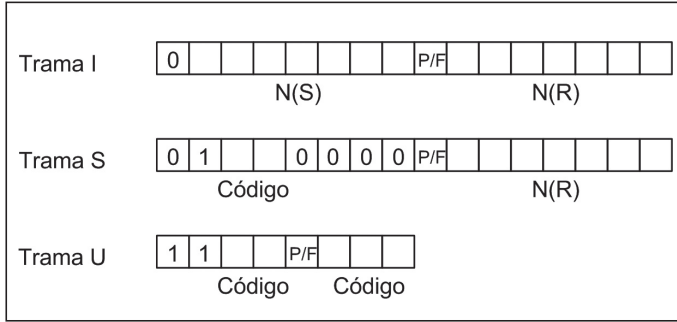 Trama I 0 P/F
N(S) N(R)
Trama S 0 1 0 0 0 0 P/F
Código N(R)
Trama U 1 1 P/F
Código Código